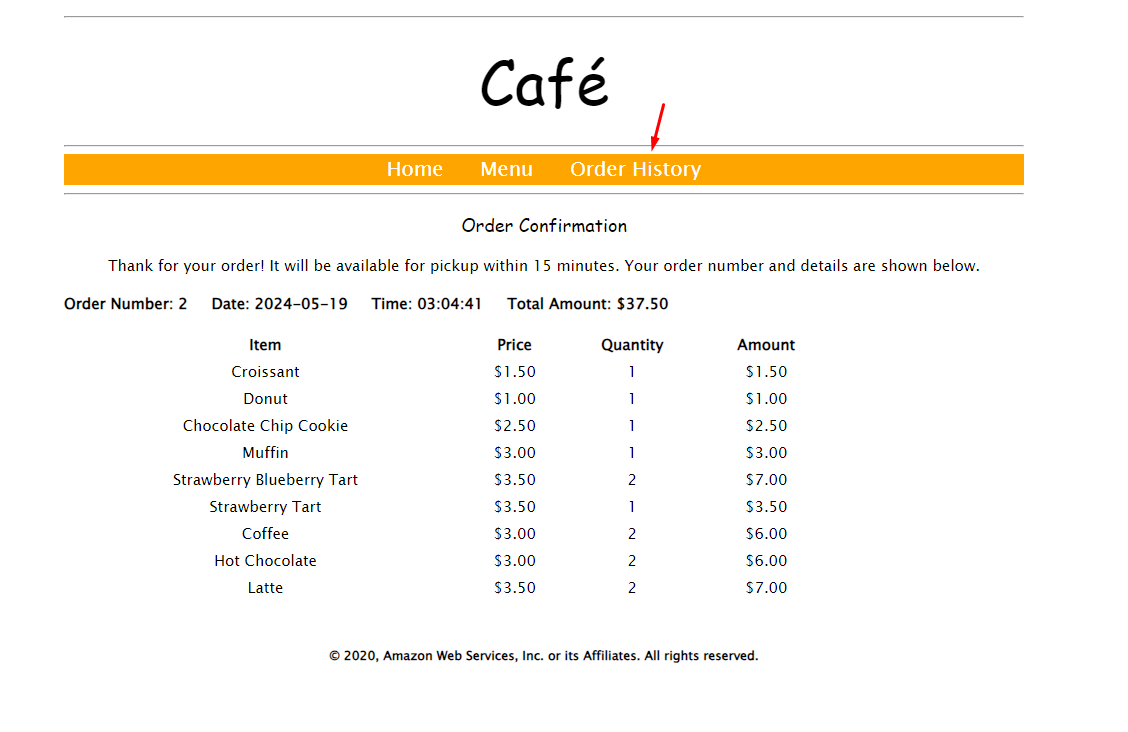 Café
Home Menu Order History
Order Confirmation
Thank for your order! It will be available for pickup within 15 minutes. Your order number and details are shown below.
Order Number: 2 Date: 2024-05-19 Time: 03:04:41 Total Amount: $37.50
Item Price Quantity Amount
Croissant $1.50 1 $1.50
Donut $1.00 1 $1.00
Chocolate Chip Cookie $2.50 1 $2.50
Muffin $3.00 1 $3.00
Strawberry Blueberry Tart $3.50 2 $7.00
Strawberry Tart $3.50 1 $3.50
Coffee $3.00 2 $6.00
Hot Chocolate $3.00 2 $6.00
Latte $3.50 2 $7.00
© 2020, Amazon Web Services, Inc. or its Affiliates. All rights reserved.